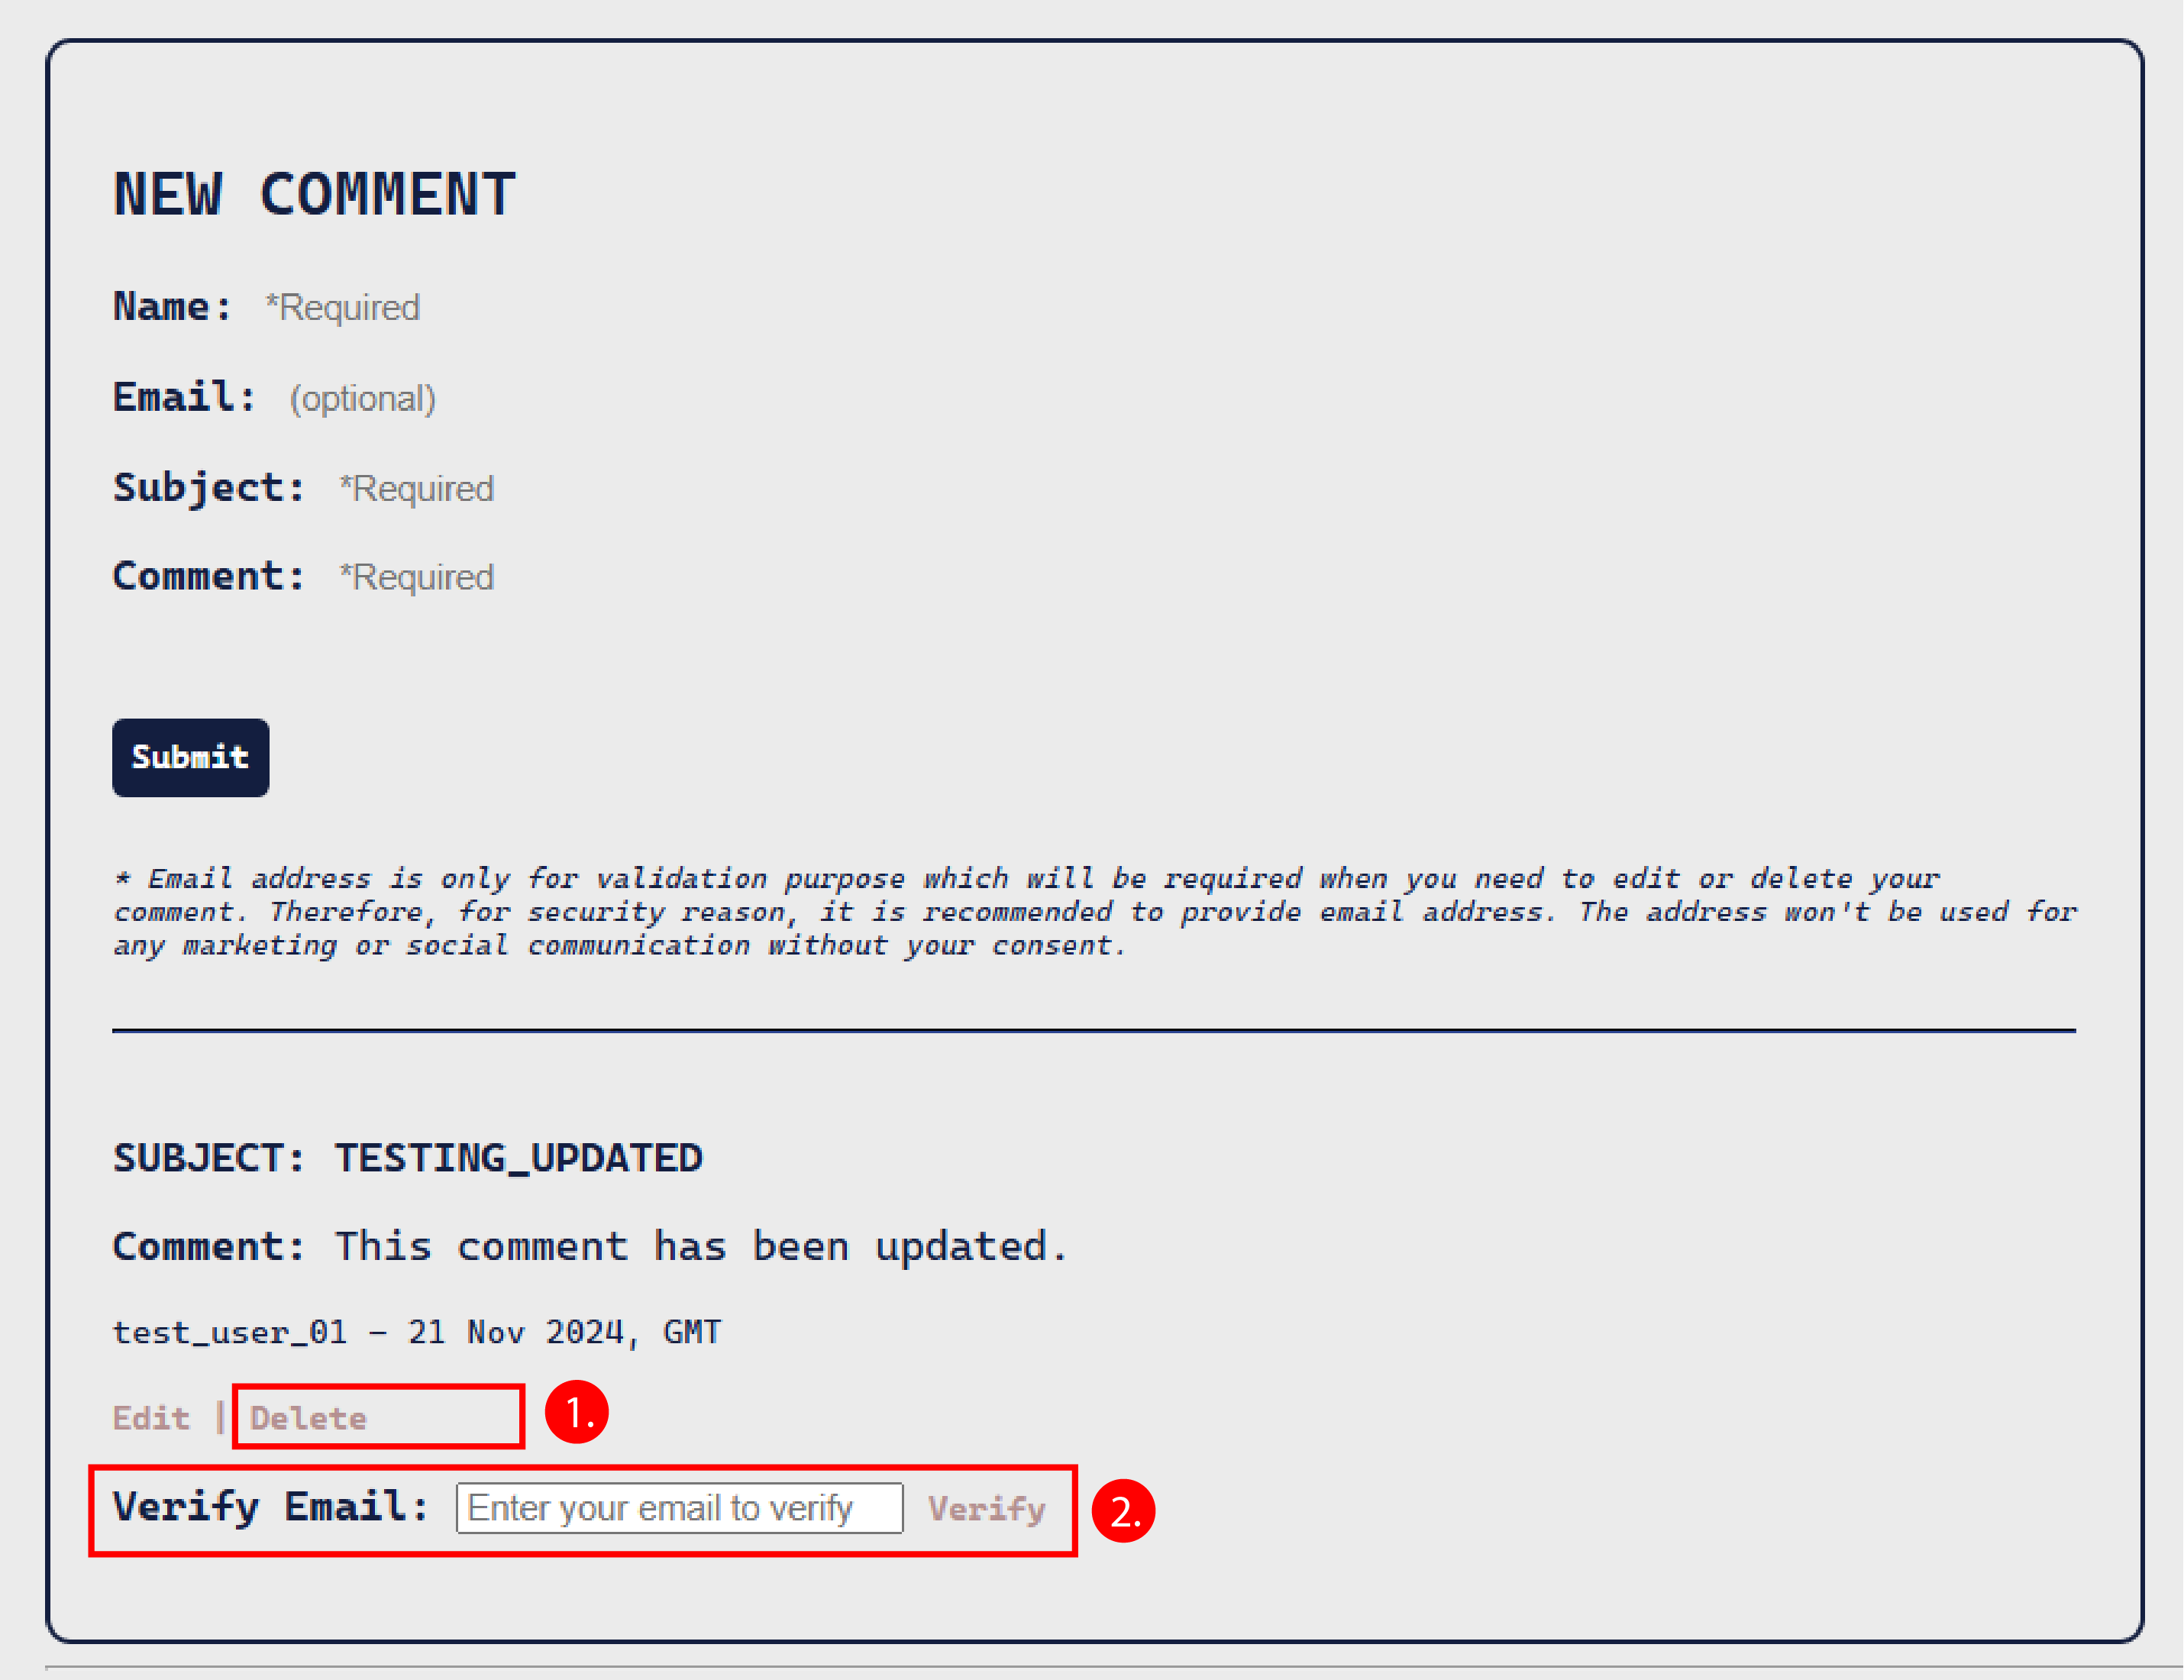 NEW COMMENT
Name: *Required
Email: (optional)
Subject: *Required
Comment: *Required
Submit
* Email address is only for validation purpose which will be required when you need to edit or delete your
comment. Therefore, for security reason, it is recommended to provide email address. The address won't be used for
any marketing or social communication without your consent.
SUBJECT: TESTING_UPDATED
Comment: This comment has been updated.
test_user_01 – 21 Nov 2024, GMT
Edit | Delete 1.
Verify Email: Enter your email to verify Verify 2.